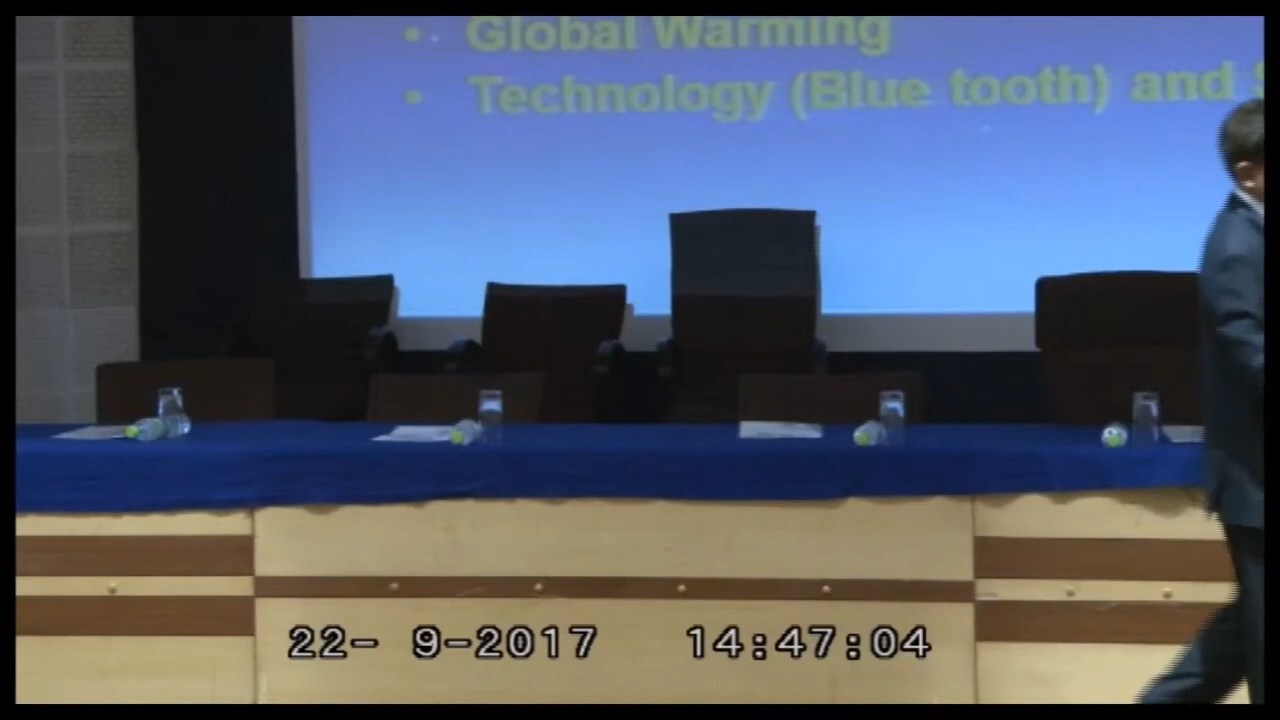 • Global Warming
• Technology (Blue tooth) and
22- 9-2017 14:47:04